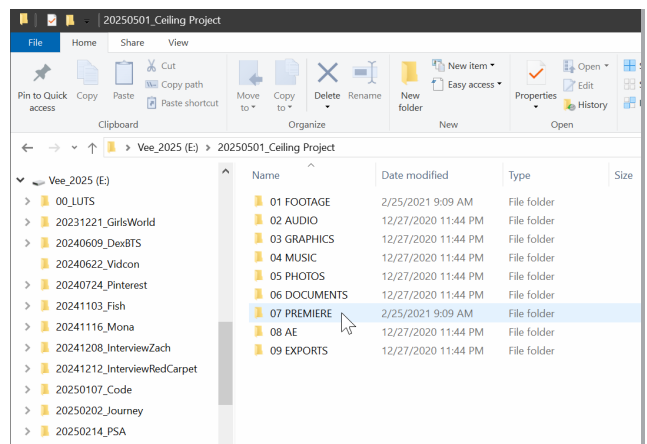 20250501_Ceiling Project
File Home Share View
Pin to Quick access
Copy
Paste
Cut
Copy path
Paste shortcut
Clipboard
Move to
Copy to
Delete
Rename
Organize
New folder
New item
Easy access
New
Properties
Open
Edit
History
Open
Vee_2025 (E:) > 20250501_Ceiling Project
Vee_2025 (E:)
00_LUTS
20231221_GirlsWorld
20240609_DexBTS
20240622_Vidcon
20240724_Pinterest
20241103_Fish
20241116_Mona
20241208_InterviewZach
20241212_InterviewRedCarpet
20250107_Code
20250202_Journey
20250214_PSA
Name Date modified Type Size
01 FOOTAGE 2/25/2021 9:09 AM File folder
02 AUDIO 12/27/2020 11:44 PM File folder
03 GRAPHICS 12/27/2020 11:44 PM File folder
04 MUSIC 12/27/2020 11:44 PM File folder
05 PHOTOS 12/27/2020 11:44 PM File folder
06 DOCUMENTS 12/27/2020 11:44 PM File folder
07 PREMIERE 2/25/2021 9:09 AM File folder
08 AE 12/27/2020 11:44 PM File folder
09 EXPORTS 12/27/2020 11:44 PM File folder